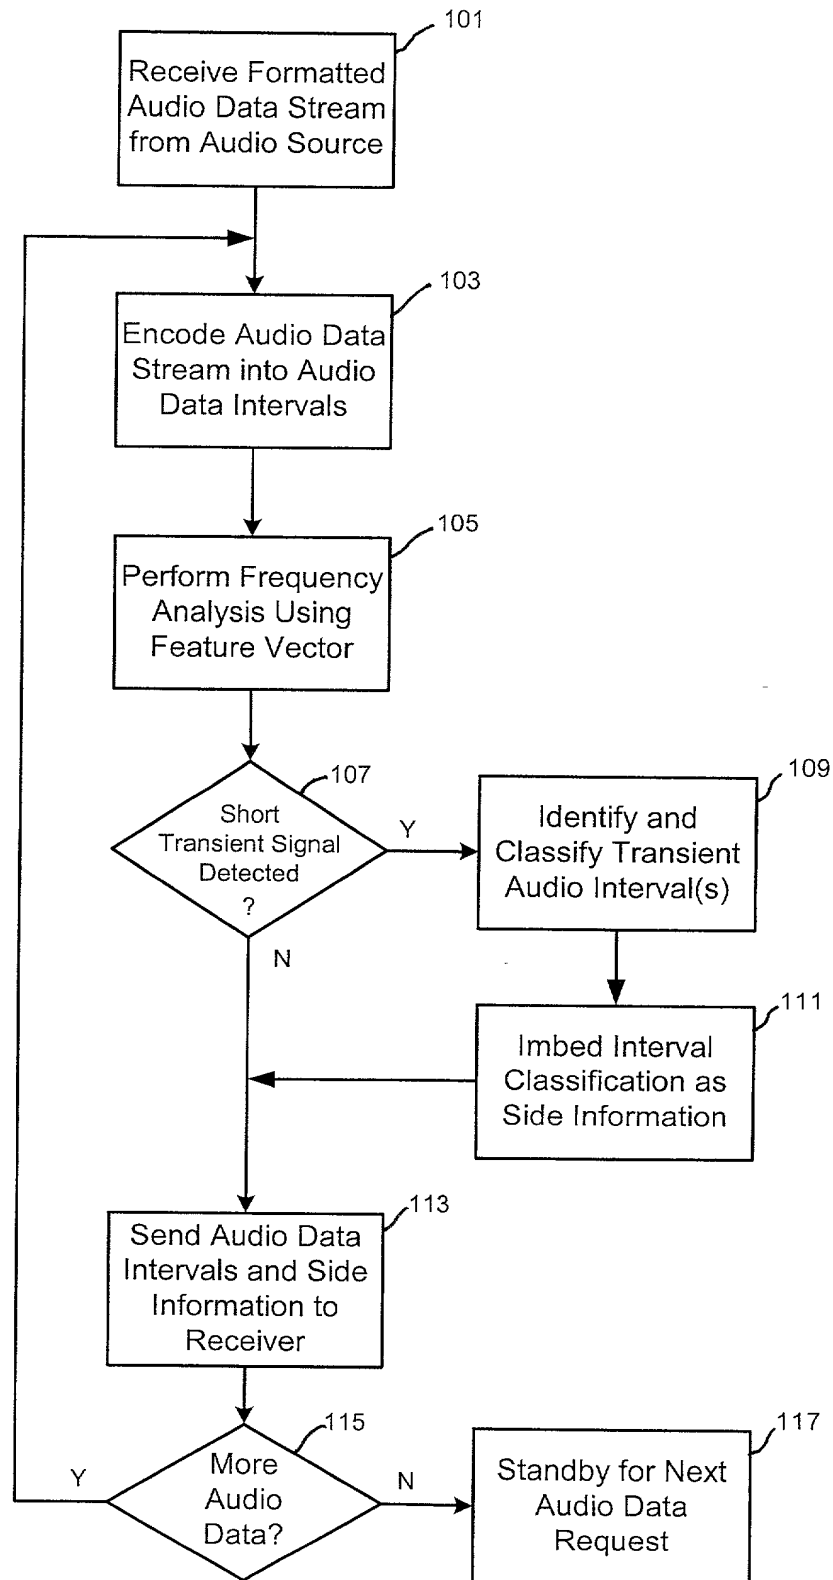 101
Receive Formatted
Audio Data Stream
from Audio Source
103
Encode Audio Data
Stream into Audio
Data Intervals
105
Perform Frequency
Analysis Using
Feature Vector
107
Short
Transient Signal
Detected
?
Y
N
109
Identify and
Classify Transient
Audio Interval(s)
111
Imbed Interval
Classification as
Side Information
113
Send Audio Data
Intervals and Side
Information to
Receiver
115
More
Audio
Data?
Y
N
117
Standby for Next
Audio Data
Request